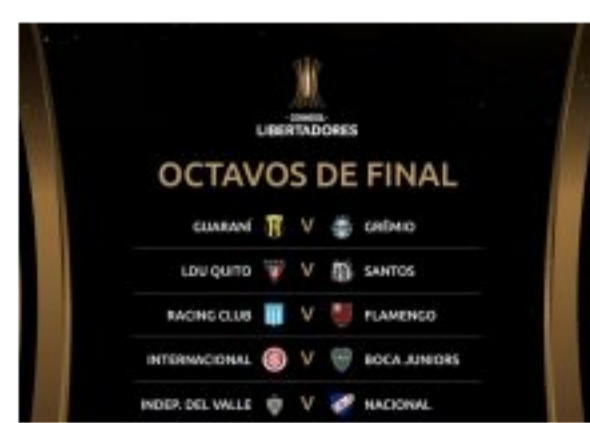 CONMEBOL
LIBERTADORES
OCTAVOS DE FINAL
GUARANÍ V GRÊMIO
LDU QUITO V SANTOS
RACING CLUB V FLAMENGO
INTERNACIONAL V BOCA JUNIORS
INDEP. DEL VALLE V NACIONAL